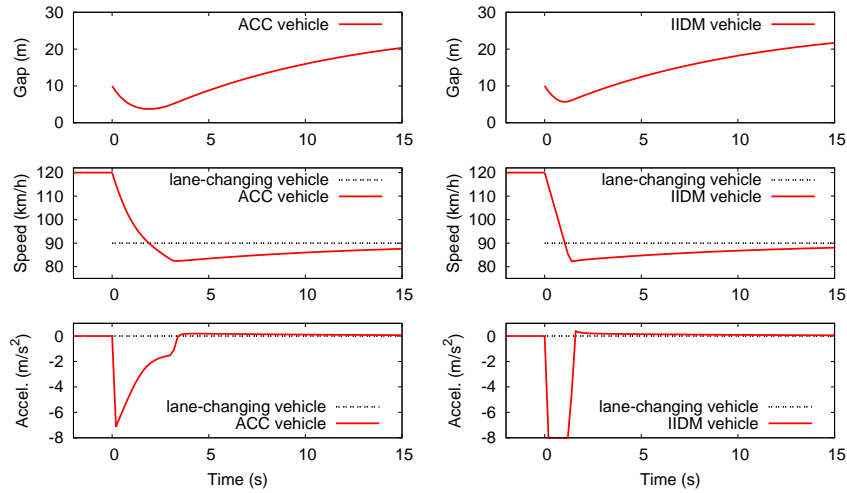 30
20
10
0
Gap (m)
ACC vehicle
0 5 10 15
30
20
10
0
Gap (m)
IIDM vehicle
0 5 10 15
120
110
100
90
80
Speed (km/h)
lane-changing vehicle
ACC vehicle
0 5 10 15
120
110
100
90
80
Speed (km/h)
lane-changing vehicle
IIDM vehicle
0 5 10 15
0
-2
-4
-6
-8
Accel. (m/s²)
lane-changing vehicle
ACC vehicle
0 5 10 15
Time (s)
0
-2
-4
-6
-8
Accel. (m/s²)
lane-changing vehicle
IIDM vehicle
0 5 10 15
Time (s)